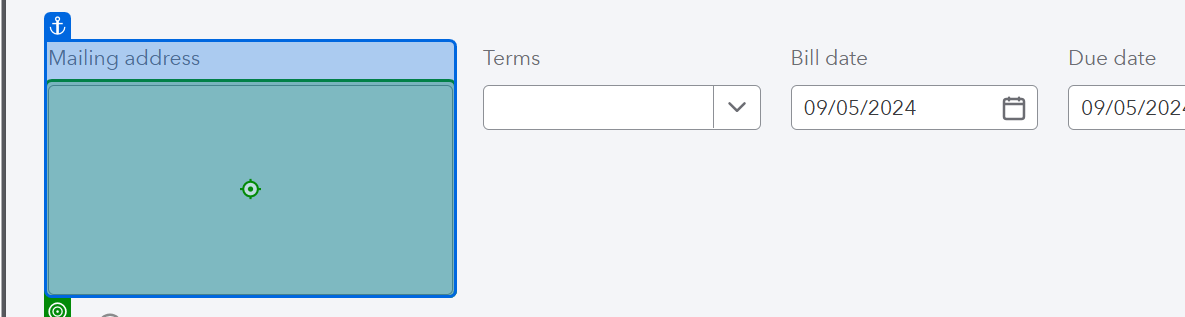 Mailing address
Terms
Bill date
Due date
09/05/2024
09/05/2024